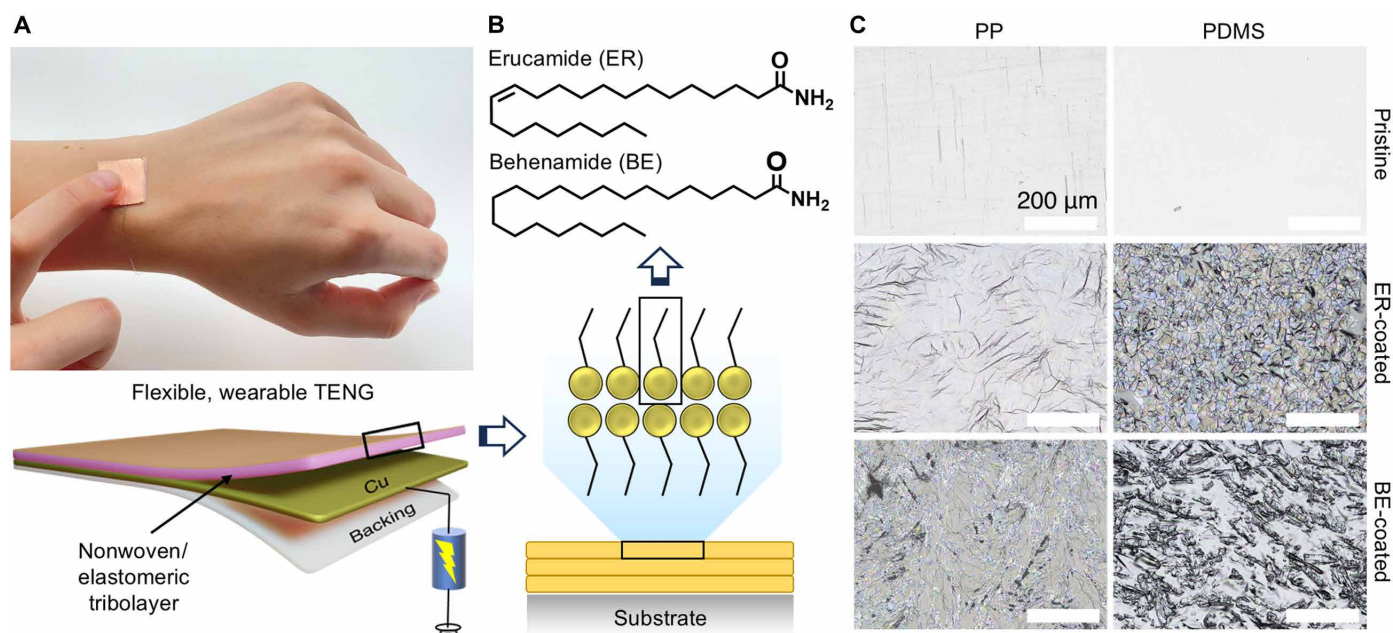 A
Flexible, wearable TENG
Cu
Backing
Nonwoven/
elastomeric
tribolayer
B
Erucamide (ER)
O
NH2
Behenamide (BE)
O
NH2
Substrate
C
PP
PDMS
Pristine
200 µm
ER-coated
BE-coated